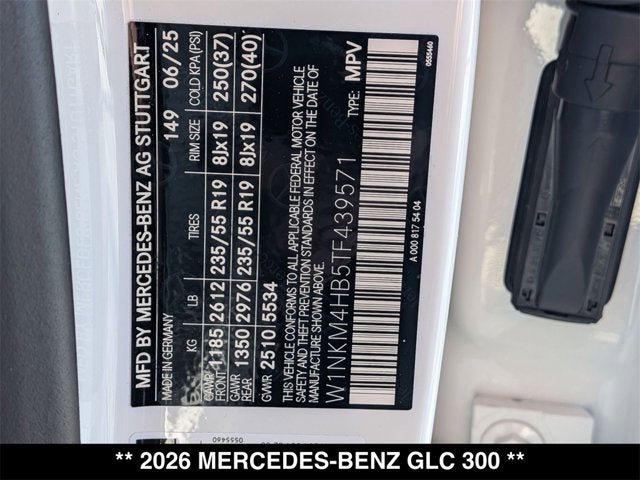 MFD BY MERCEDES-BENZ AG STUTTGART
MADE IN GERMANY 149 06/25
KG LB TIRES RIM SIZE COLD KPA(PSI)
GAWR FRONT 1185 2612 235/55 R19 8Jx19 250(37)
GAWR REAR 1350 2976 235/55 R19 8Jx19 270(40)
GVWR 2510 5534
THIS VEHICLE CONFORMS TO ALL APPLICABLE FEDERAL MOTOR VEHICLE
SAFETY AND THEFT PREVENTION STANDARDS IN EFFECT ON THE DATE OF
MANUFACTURE SHOWN ABOVE.
W1NKM4HB5TF439571 TYPE: MPV
A 000 817 54 04
0555460
0555460
** 2026 MERCEDES-BENZ GLC 300 **